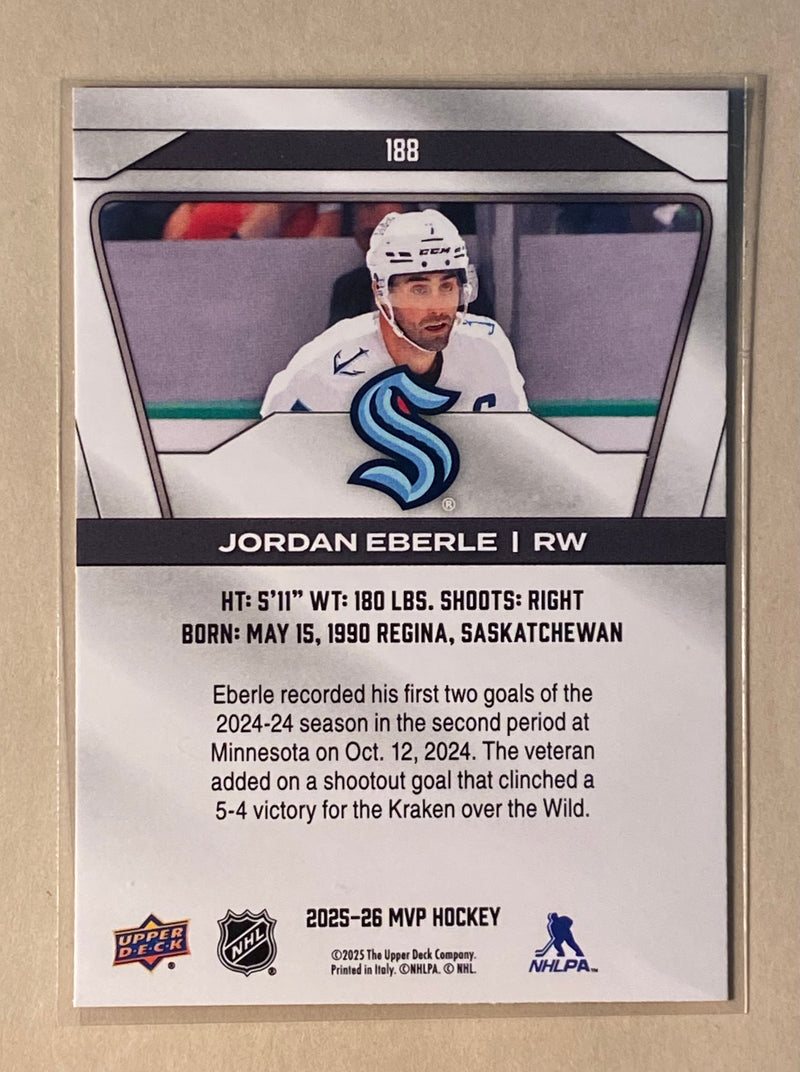 188
CCM
C
®
JORDAN EBERLE | RW
HT: 5'11" WT: 180 LBS. SHOOTS: RIGHT
BORN: MAY 15, 1990 REGINA, SASKATCHEWAN
Eberle recorded his first two goals of the
2024-24 season in the second period at
Minnesota on Oct. 12, 2024. The veteran
added on a shootout goal that clinched a
5-4 victory for the Kraken over the Wild.
UPPER
D·E·C·K
®
NHL
®
2025-26 MVP HOCKEY
©2025 The Upper Deck Company.
Printed in Italy. ©NHLPA. © NHL.
NHLPA™